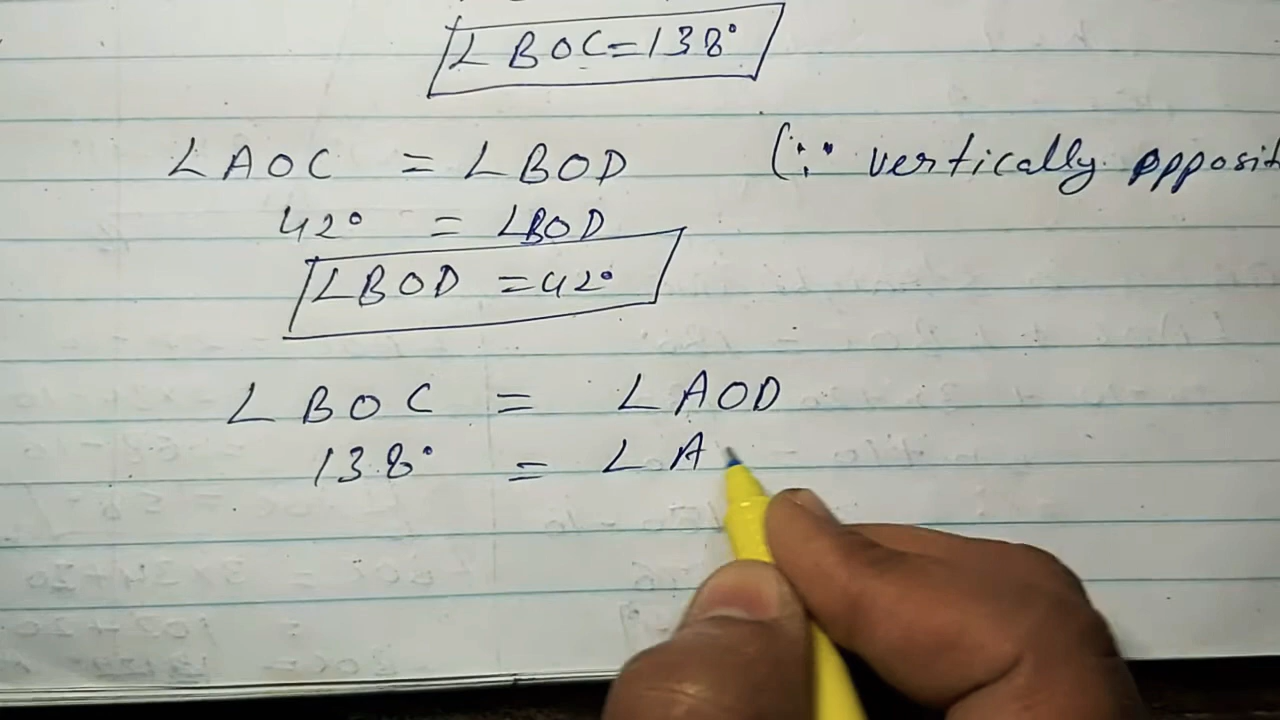 ∠BOC=138°
∠AOC = ∠BOD (∵ vertically opposit
42° = ∠BOD
∠BOD = 42°
∠BOC = ∠AOD
138° = ∠A